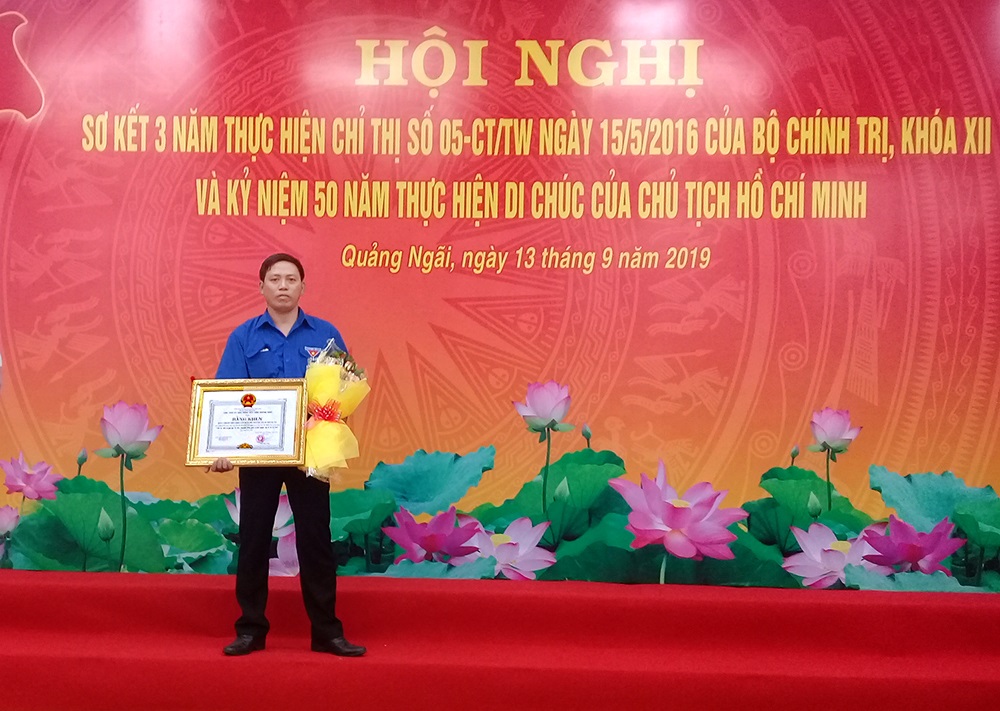 HỘI NGHỊ
SƠ KẾT 3 NĂM THỰC HIỆN CHỈ THỊ SỐ 05-CT/TW NGÀY 15/5/2016 CỦA BỘ CHÍNH TRỊ, KHÓA XII
VÀ KỶ NIỆM 50 NĂM THỰC HIỆN DI CHÚC CỦA CHỦ TỊCH HỒ CHÍ MINH
Quảng Ngãi, ngày 13 tháng 9 năm 2019
BẰNG KHEN